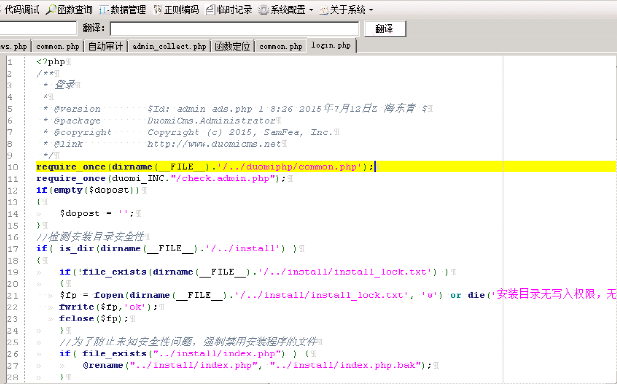 代码调试 函数查询 数据管理 正则编码 临时记录 系统配置 关于系统
翻译: 翻译
ws.php common.php 自动审计 admin_collect.php 函数定位 common.php login.php
1 <?php
2 /**
3 * 登录
4 *
5 * @version $Id: admin_ads.php 1 8:26 2015年7月12日Z 海东青 $
6 * @package DuomiCms.Administrator
7 * @copyright Copyright (c) 2015, SamFea, Inc.
8 * @link http://www.duomicms.net
9 */
10 require_once(dirname(__FILE__).'/../duomiphp/common.php');
11 require_once(duomi_INC."/check.admin.php");
12 if(empty($dopost))
13 {
14 $dopost = '';
15 }
16 //检测安装目录安全性
17 if( is_dir(dirname(__FILE__).'/../install') )
18 {
19 if(!file_exists(dirname(__FILE__).'/../install/install_lock.txt') )
20 {
21 $fp = fopen(dirname(__FILE__).'/../install/install_lock.txt', 'w') or die('安装目录无写入权限，无
22 fwrite($fp,'ok');
23 fclose($fp);
24 }
25 //为了防止未知安全性问题，强制禁用安装程序的文件
26 if( file_exists("../install/index.php") ) {
27 @rename("../install/index.php", "../install/index.php.bak");
28 }